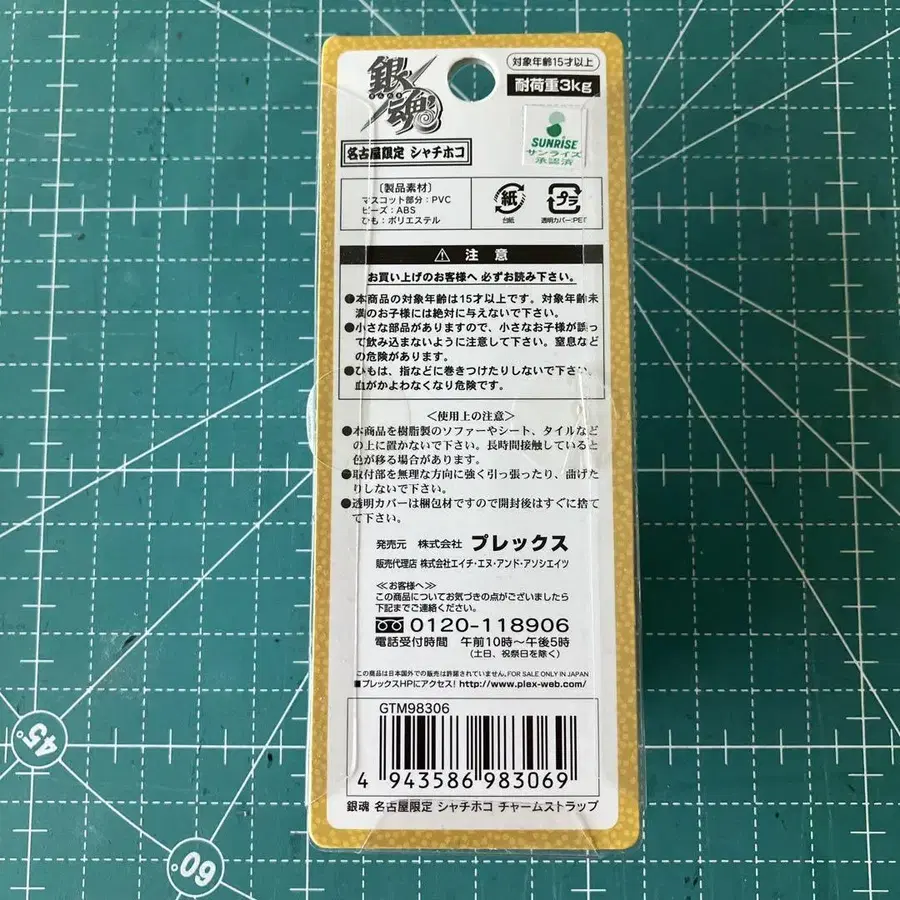 銀魂
対象年齢15才以上
耐荷重3kg
SUNRISE
サンライズ
承認済
名古屋限定 シャチホコ
〔製品素材〕
マスコット部分：PVC
ビーズ：ABS
ひも：ポリエステル
紙
台紙
プラ
透明カバー：PET
⚠ 注 意
お買い上げのお客様へ 必ずお読み下さい。
●本商品の対象年齢は15才以上です。対象年齢未
満のお子様には絶対に与えないで下さい。
●小さな部品がありますので、小さなお子様が誤っ
て飲み込まないように注意して下さい。窒息など
の危険があります。
●ひもは、指などに巻きつけたりしないで下さい。
血がかよわなくなり危険です。
＜使用上の注意＞
●本商品を樹脂製のソファーやシート、タイルなど
の上に置かないで下さい。長時間接触していると
色が移る場合があります。
●取付部を無理な方向に強く引っ張ったり、曲げた
りしないで下さい。
●透明カバーは梱包材ですので開封後はすぐに捨て
て下さい。
発売元 株式会社 プレックス
販売代理店 株式会社エイチ・エヌ・アンド・アソシエイツ
≪お客様へ≫
この商品についてお気づきの点がございましたら
下記までご連絡ください。
0120-118906
電話受付時間 午前10時〜午後5時
（土日、祝祭日を除く）
この商品は日本国外での販売は許諾されていません。FOR SALE ONLY IN JAPAN
■プレックスHPにアクセス! http://www.plex-web.com/
GTM98306
4 943586 983069
銀魂 名古屋限定 シャチホコ チャームストラップ
45°
60°